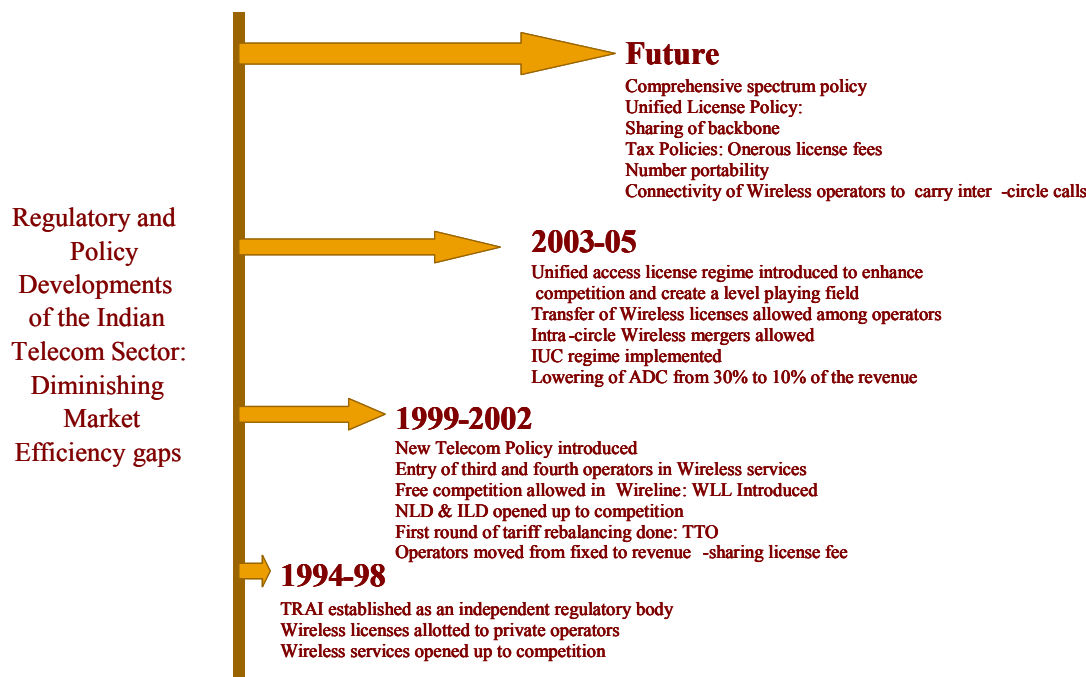 Regulatory and
Policy
Developments
of the Indian
Telecom Sector:
Diminishing
Market
Efficiency gaps
Future
Comprehensive spectrum policy
Unified License Policy:
Sharing of backbone
Tax Policies: Onerous license fees
Number portability
Connectivity of Wireless operators to carry inter -circle calls
2003-05
Unified access license regime introduced to enhance
competition and create a level playing field
Transfer of Wireless licenses allowed among operators
Intra -circle Wireless mergers allowed
IUC regime implemented
Lowering of ADC from 30% to 10% of the revenue
1999-2002
New Telecom Policy introduced
Entry of third and fourth operators in Wireless services
Free competition allowed in Wireline: WLL Introduced
NLD & ILD opened up to competition
First round of tariff rebalancing done: TTO
Operators moved from fixed to revenue -sharing license fee
1994-98
TRAI established as an independent regulatory body
Wireless licenses allotted to private operators
Wireless services opened up to competition